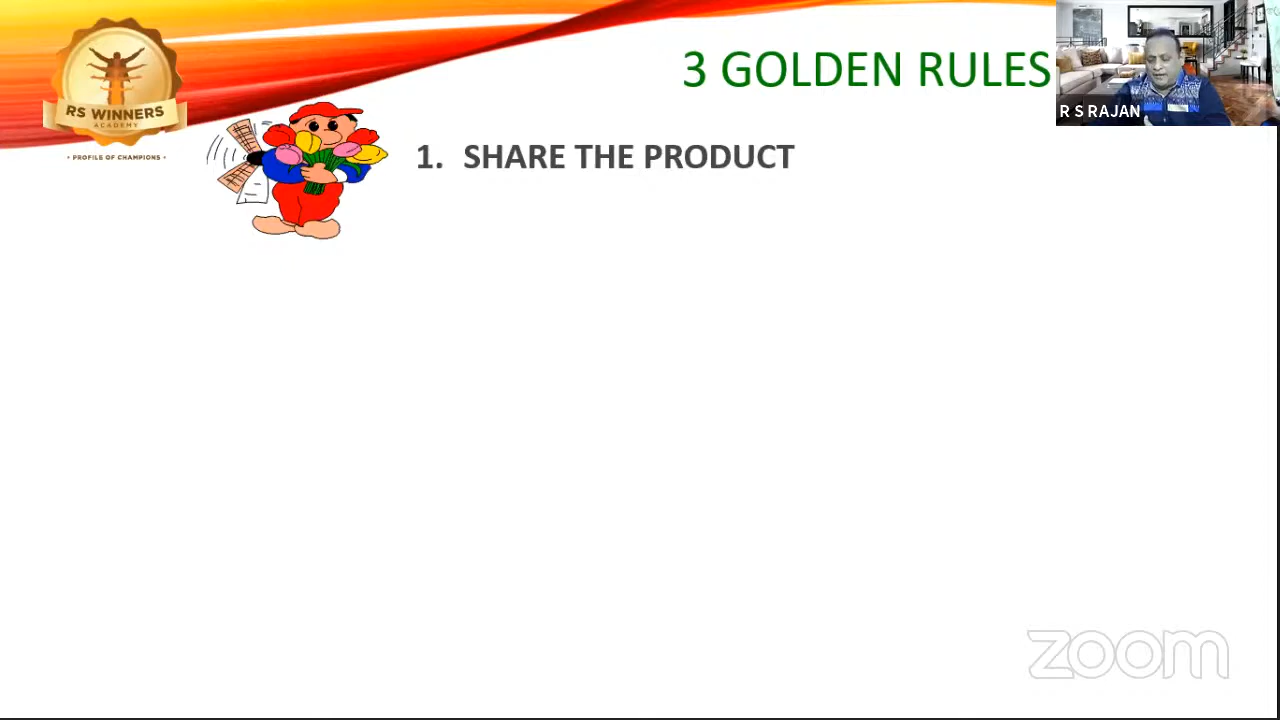 3 GOLDEN RULES
R S RAJAN
RS WINNERS
ACADEMY
• PROFILE OF CHAMPIONS •
1. SHARE THE PRODUCT
zoom